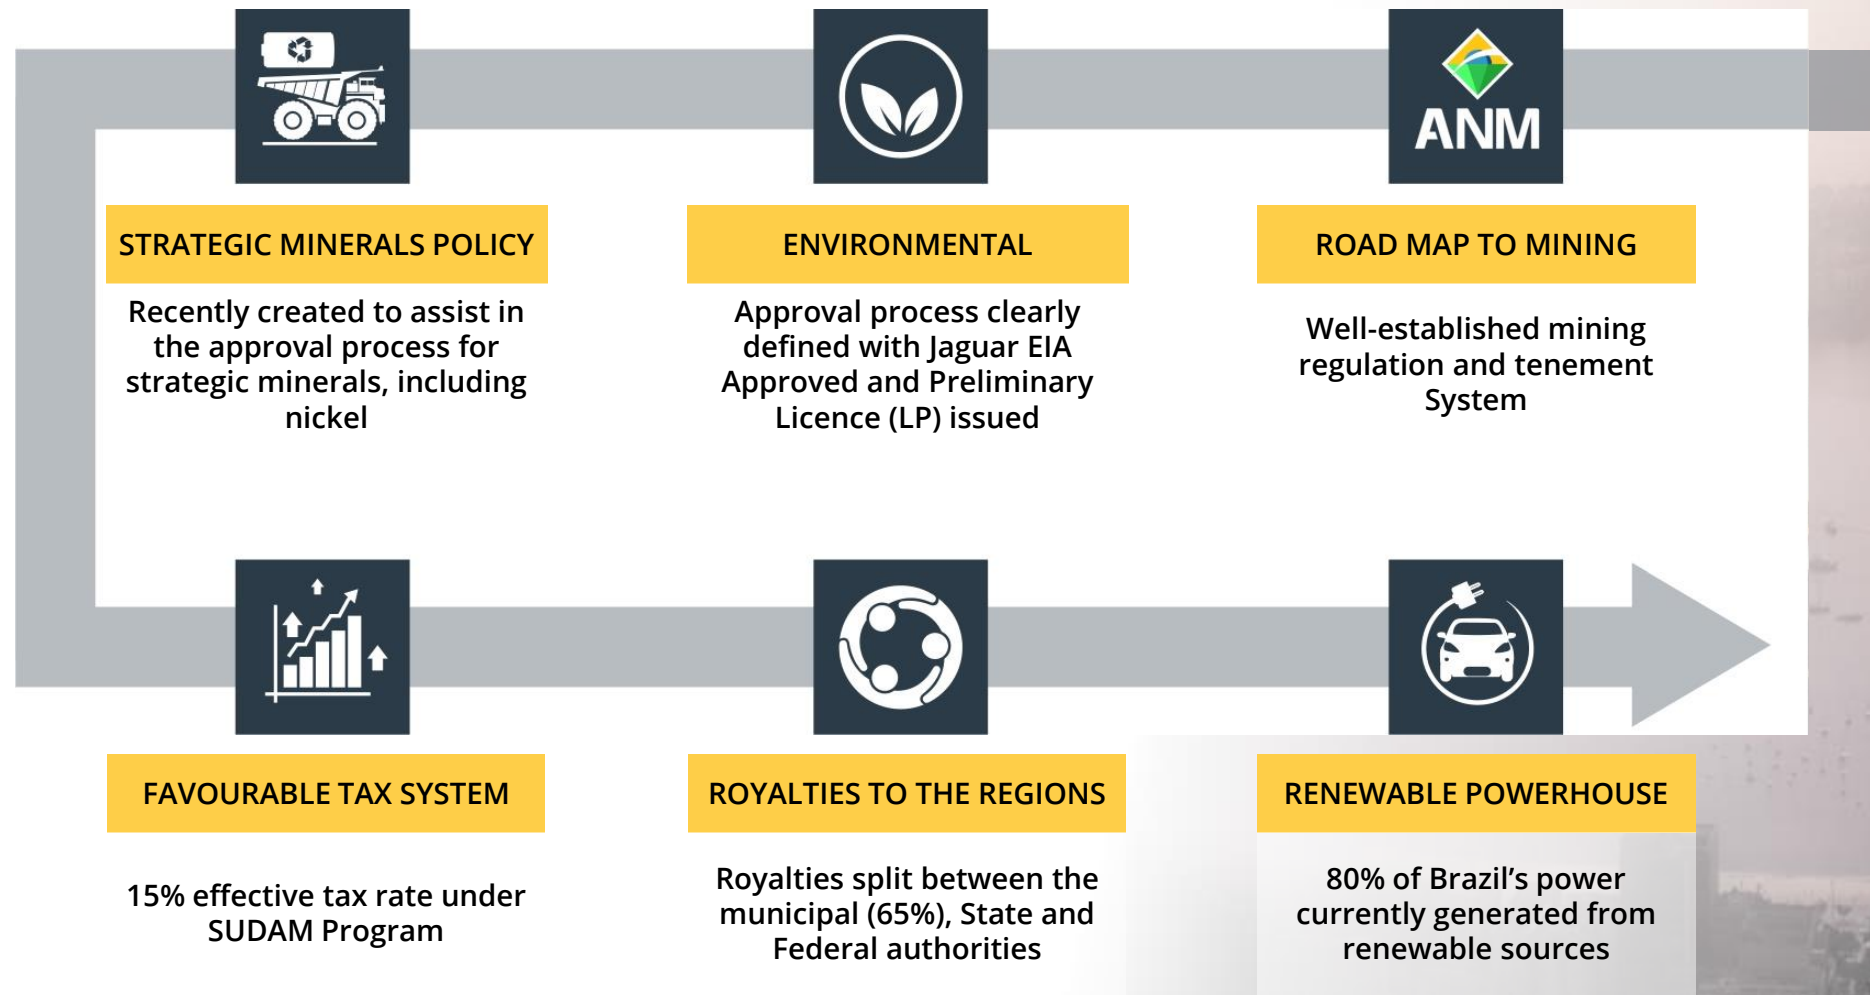 ANM
STRATEGIC MINERALS POLICY
Recently created to assist in
the approval process for
strategic minerals, including
nickel
ENVIRONMENTAL
Approval process clearly
defined with Jaguar EIA
Approved and Preliminary
Licence (LP) issued
ROAD MAP TO MINING
Well-established mining
regulation and tenement
System
FAVOURABLE TAX SYSTEM
15% effective tax rate under
SUDAM Program
ROYALTIES TO THE REGIONS
Royalties split between the
municipal (65%), State and
Federal authorities
RENEWABLE POWERHOUSE
80% of Brazil’s power
currently generated from
renewable sources